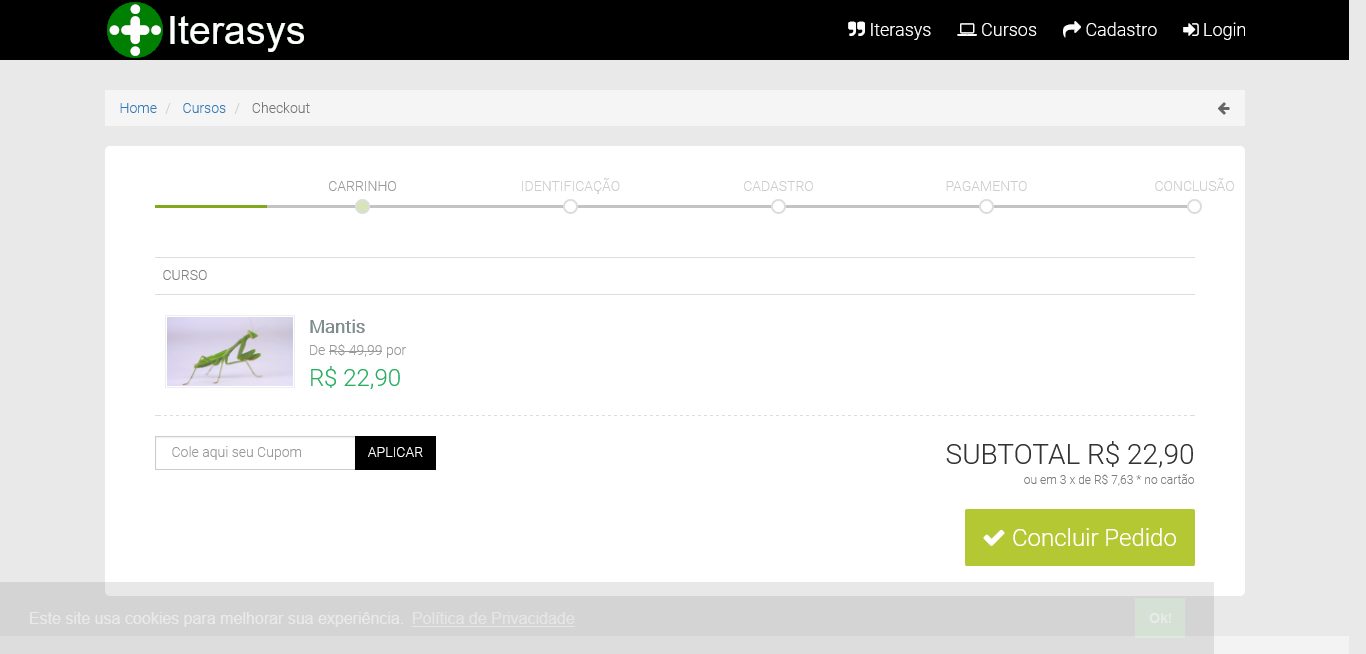 Iterasys
Iterasys Cursos Cadastro Login
Home / Cursos / Checkout
CARRINHO IDENTIFICAÇÃO CADASTRO PAGAMENTO CONCLUSÃO
CURSO
Mantis
De R$ 49,99 por
R$ 22,90
Cole aqui seu Cupom APLICAR
SUBTOTAL R$ 22,90
ou em 3 x de R$ 7,63 * no cartão
Concluir Pedido
Este site usa cookies para melhorar sua experiência. Política de Privacidade Ok!